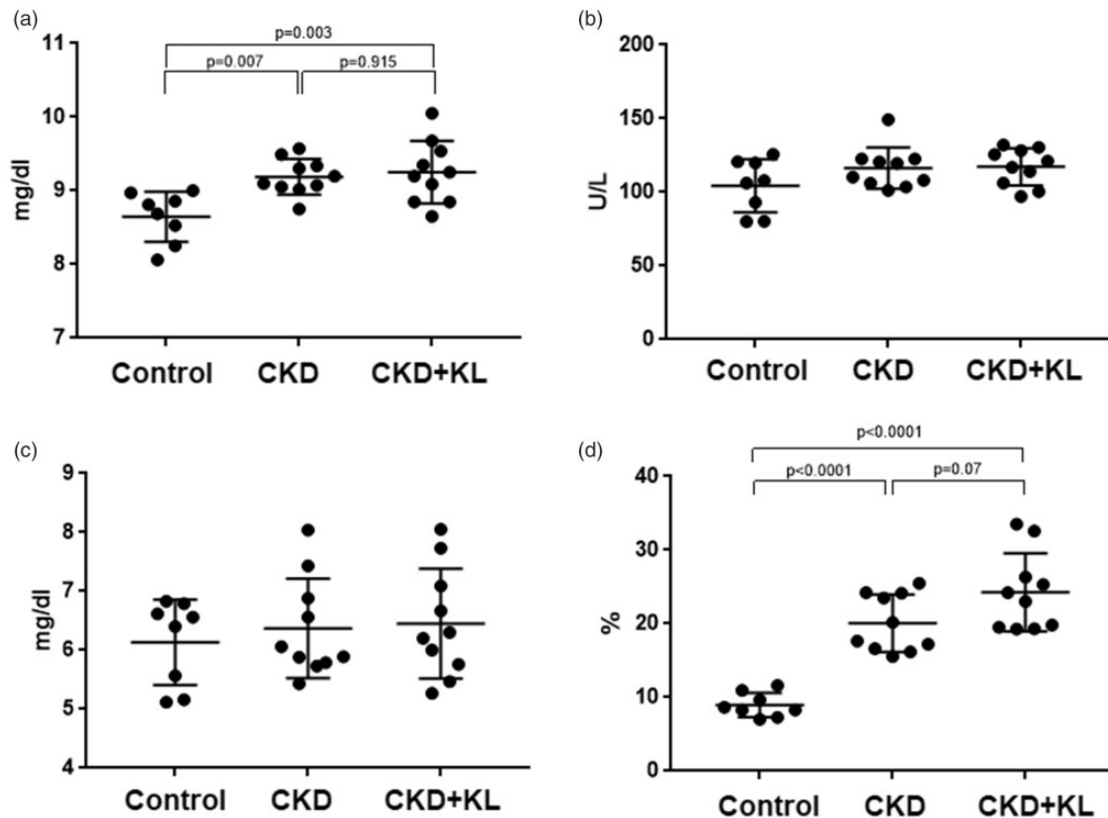 (a)
p=0.003
p=0.007 p=0.915
11
10
9
8
7
mg/dl
Control CKD CKD+KL
(b)
200
150
100
50
0
U/L
Control CKD CKD+KL
(c)
9
8
7
6
5
4
mg/dl
Control CKD CKD+KL
(d)
p<0.0001
p<0.0001 p=0.07
40
30
20
10
0
%
Control CKD CKD+KL